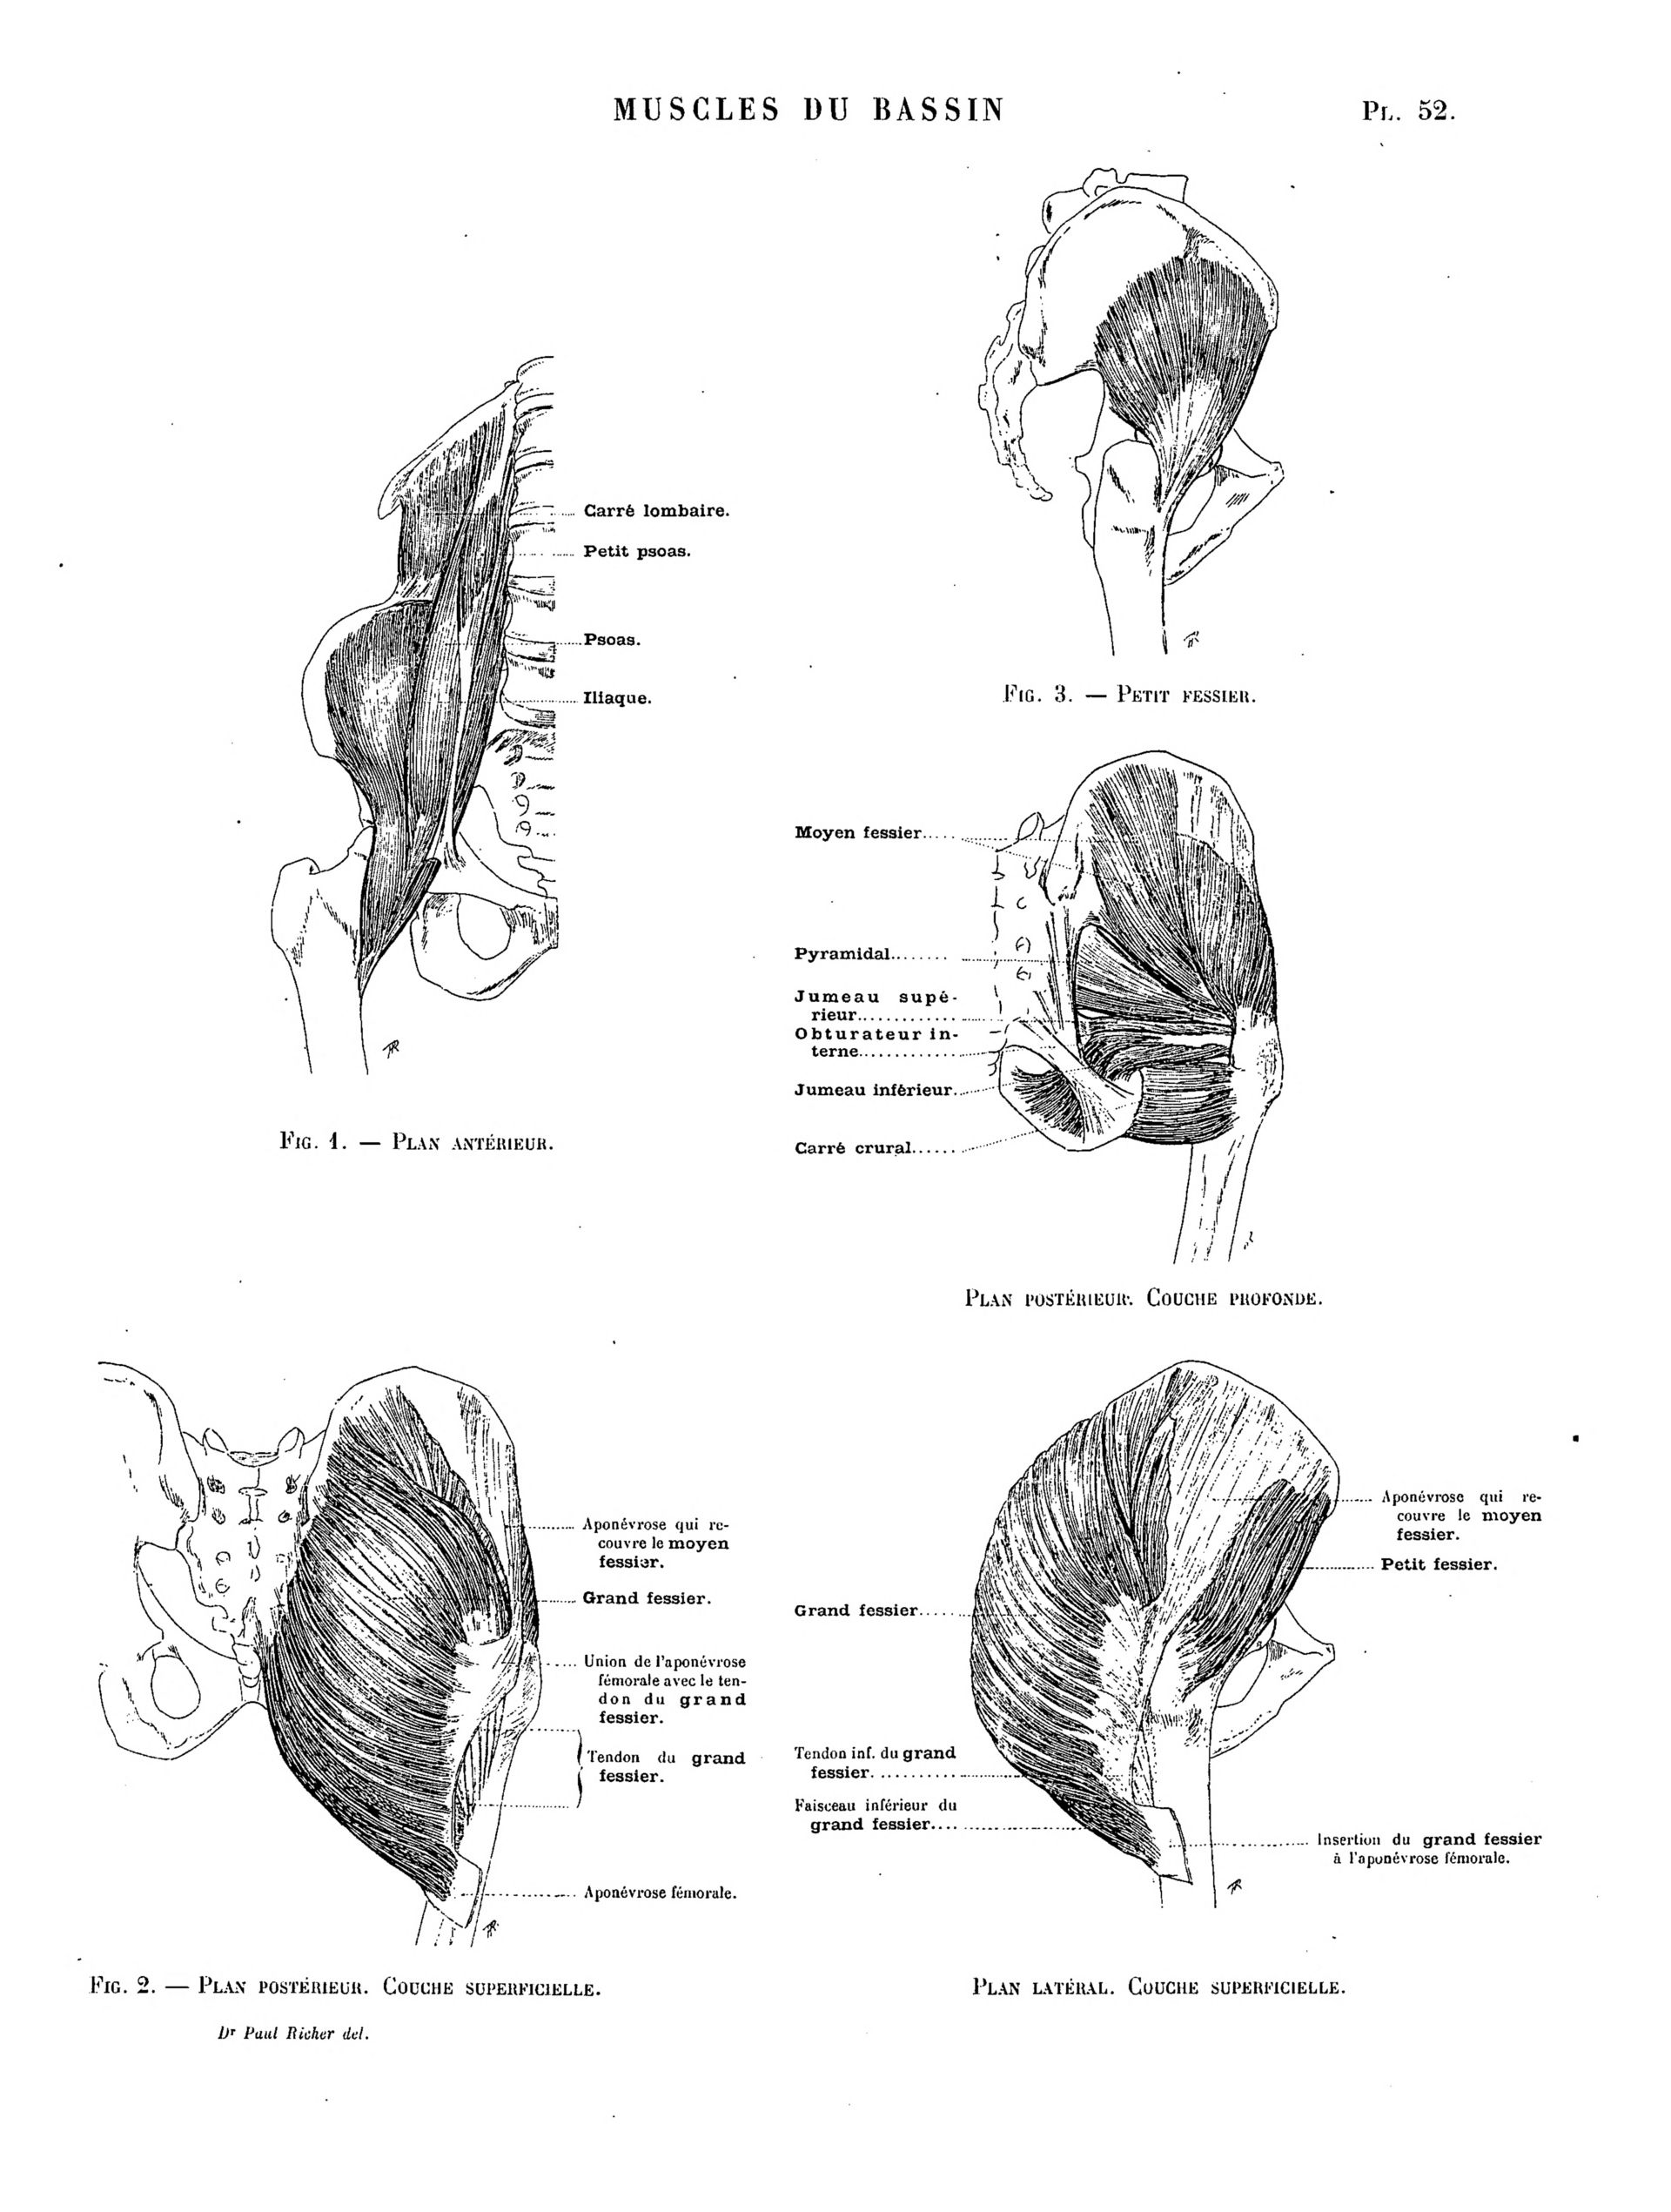 MUSCLES DU BASSIN
PL. 52.
Carré lombaire.
Petit psoas.
Psoas.
Iliaque.
FIG. 1. — PLAN ANTÉRIEUR.
FIG. 3. — PETIT FESSIER.
Moyen fessier.....
Pyramidal........
Jumeau supé-
rieur............
Obturateur in-
terne............
Jumeau inférieur.....
Carré crural......
PLAN POSTÉRIEUR. COUCHE PROFONDE.
Aponévrose qui re-
couvre le moyen
fessier.
Grand fessier.
Union de l'aponévrose
fémorale avec le ten-
don du grand
fessier.
Tendon du grand
fessier.
Aponévrose fémorale.
FIG. 2. — PLAN POSTÉRIEUR. COUCHE SUPERFICIELLE.
Dr Paul Richer del.
Grand fessier.....
Tendon inf. du grand
fessier...........
Faisceau inférieur du
grand fessier....
Aponévrose qui re-
couvre le moyen
fessier.
Petit fessier.
Insertion du grand fessier
à l'aponévrose fémorale.
PLAN LATÉRAL. COUCHE SUPERFICIELLE.